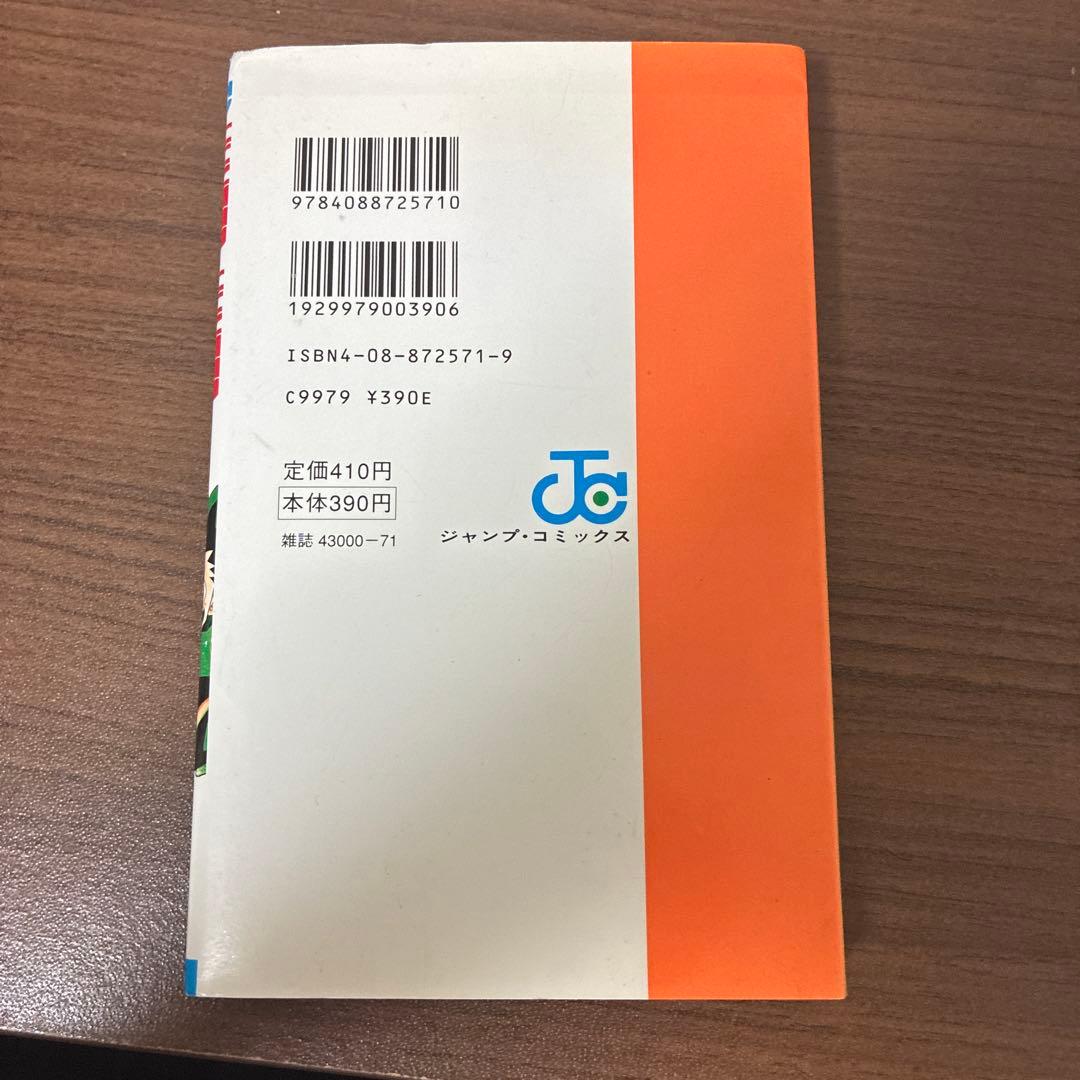 9784088725710
1929979003906
ISBN4-08-872571-9
C9979 ¥390E
定価410円
本体390円
雑誌 43000-71
JC
ジャンプ・コミックス